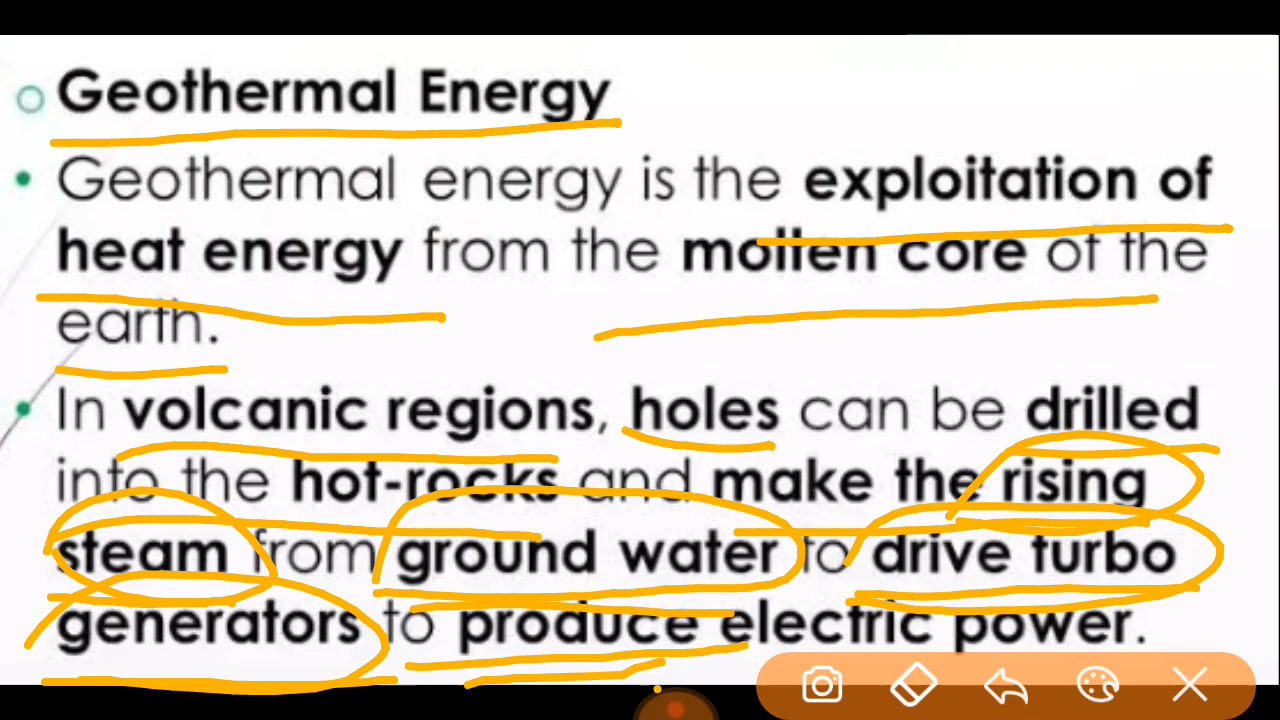 Geothermal Energy
Geothermal energy is the exploitation of
heat energy from the molten core of the
earth.
In volcanic regions, holes can be drilled
into the hot-rocks and make the rising
steam from ground water to drive turbo
generators to produce electric power.